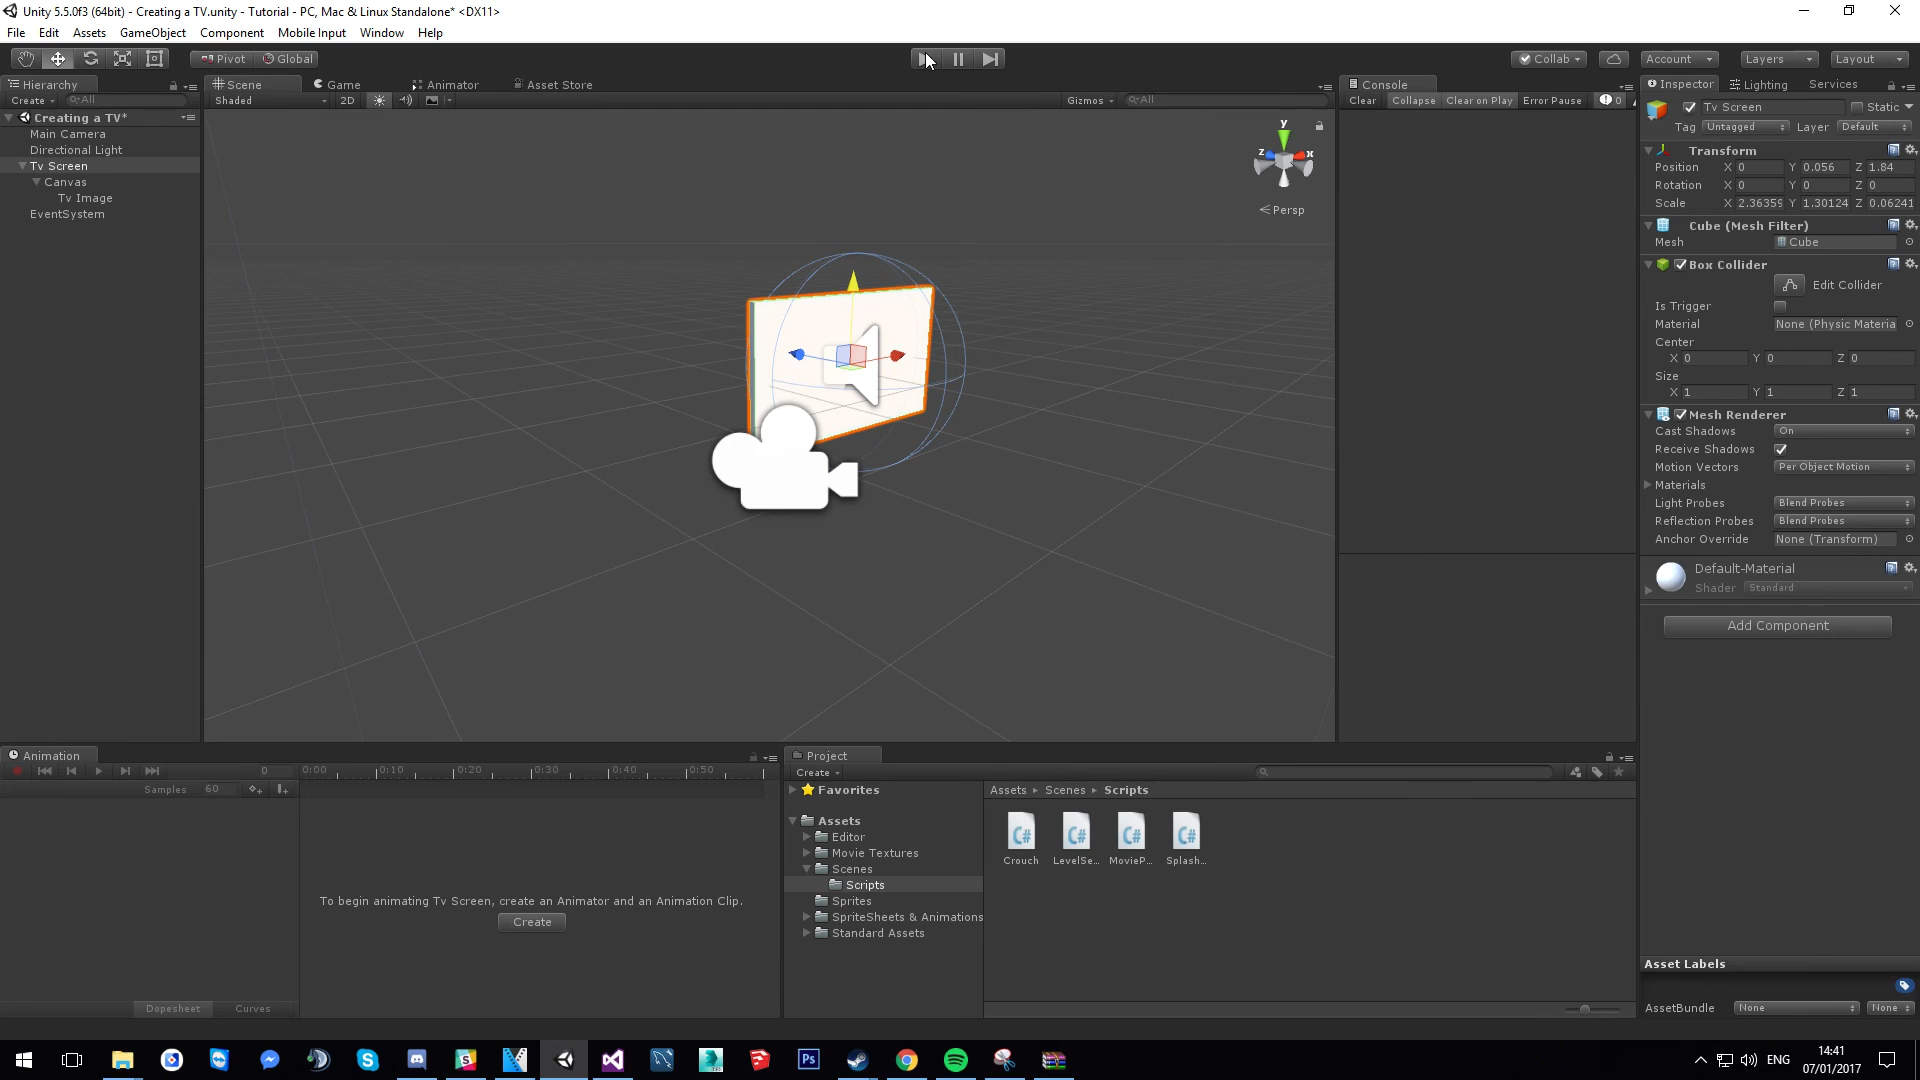 Unity 5.5.0f3 (64bit) - Creating a TV.unity - Tutorial - PC, Mac & Linux Standalone* <DX11>
File Edit Assets GameObject Component Mobile Input Window Help
Pivot Global Collab Account Layers Layout
Hierarchy Scene Game Animator Asset Store Console Inspector Lighting Services
Create All Shaded 2D Gizmos All Clear Collapse Clear on Play Error Pause 0
Tv Screen Static
Tag Untagged Layer Default
Creating a TV*
Main Camera
Directional Light
Tv Screen
Canvas
Tv Image
EventSystem
y
z x
Persp
Transform
Position X 0 Y 0.056 Z 1.84
Rotation X 0 Y 0 Z 0
Scale X 2.36359 Y 1.30124 Z 0.06241
Cube (Mesh Filter)
Mesh Cube
Box Collider
Edit Collider
Is Trigger
Material None (Physic Materia
Center
X 0 Y 0 Z 0
Size
X 1 Y 1 Z 1
Mesh Renderer
Cast Shadows On
Receive Shadows
Motion Vectors Per Object Motion
Materials
Light Probes Blend Probes
Reflection Probes Blend Probes
Anchor Override None (Transform)
Default-Material
Shader Standard
Add Component
Animation
0 0:00 0:10 0:20 0:30 0:40 0:50
Samples 60
To begin animating Tv Screen, create an Animator and an Animation Clip.
Create
Dopesheet Curves
Project
Create
Favorites
Assets
Editor
Movie Textures
Scenes
Scripts
Sprites
SpriteSheets & Animations
Standard Assets
Assets Scenes Scripts
C# C# C# C#
Crouch LevelSe... MovieP... Splash...
Asset Labels
AssetBundle None None
Ps
ENG
14:41
07/01/2017